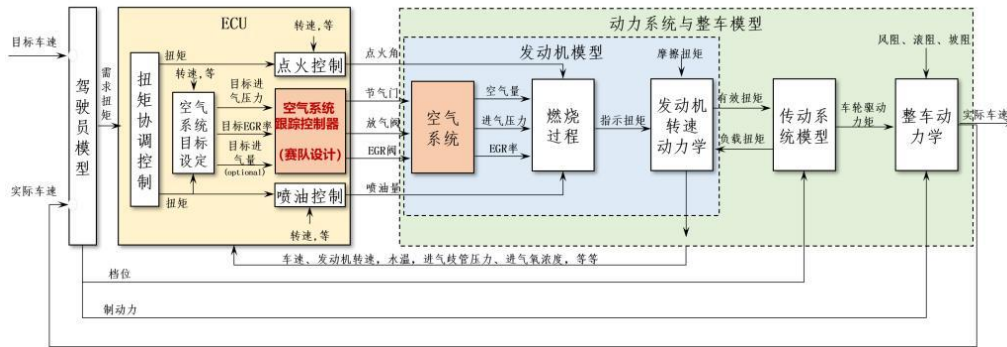 ECU
动力系统与整车模型
目标车速
实际车速
驾驶员模型
需求扭矩
扭矩协调控制
扭矩
转速,等
空气系统目标设定
扭矩
目标进气压力
目标EGR率
目标进气量
(optional)
转速,等
点火控制
空气系统
跟踪控制器
(赛队设计)
喷油控制
转速,等
点火角
节气门
放气阀
EGR阀
喷油量
发动机模型
空气系统
空气量
进气压力
EGR率
燃烧过程
指示扭矩
摩擦扭矩
发动机转速动力学
有效扭矩
负载扭矩
传动系统模型
车轮驱动力矩
风阻、滚阻、坡阻
整车动力学
实际车速
车速、发动机转速，水温，进气歧管压力、进气氧浓度，等等
档位
制动力